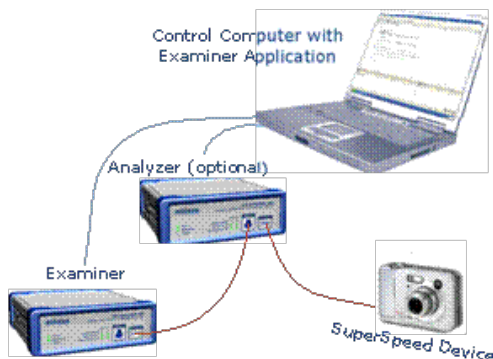 Control Computer with
Examiner Application
Analyzer (optional)
Examiner
SuperSpeed Device